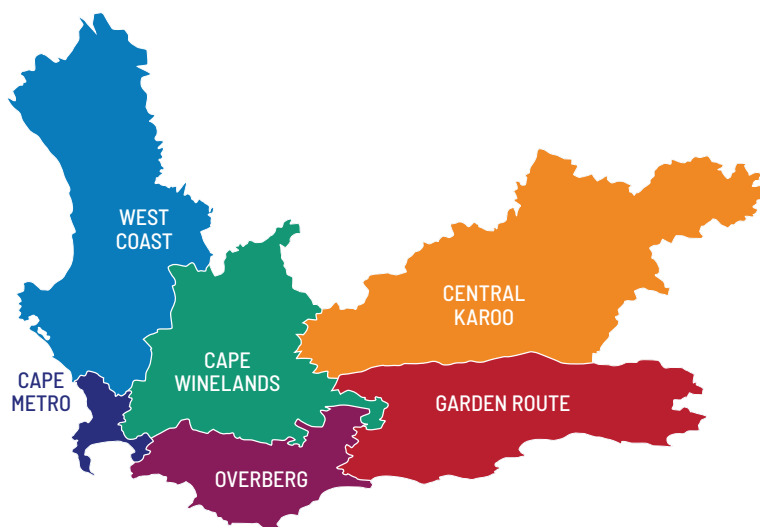 WEST
COAST
CENTRAL
KAROO
CAPE
WINELANDS
CAPE
METRO
GARDEN ROUTE
OVERBERG